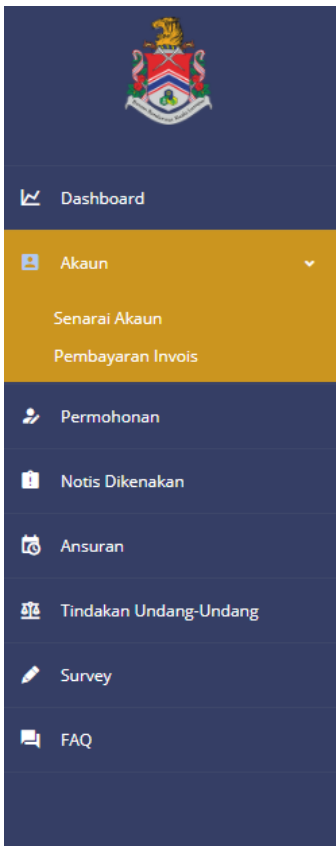 Dashboard
Akaun
Senarai Akaun
Pembayaran Invois
Permohonan
Notis Dikenakan
Ansuran
Tindakan Undang-Undang
Survey
FAQ